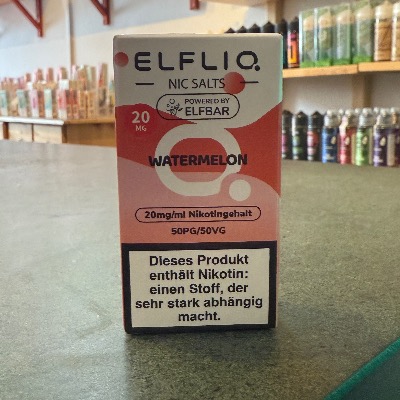 ELFLIQ
NIC SALTS
POWERED BY
ELFBAR
20
MG
WATERMELON
20mg/ml Nikotingehalt
50PG/50VG
Dieses Produkt
enthält Nikotin:
einen Stoff, der
sehr stark abhängig
macht.